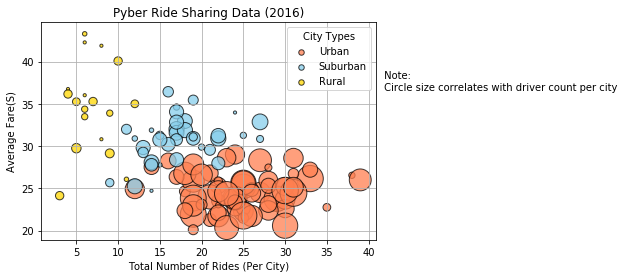 Pyber Ride Sharing Data (2016)
Average Fare(S)
40
35
30
25
20
City Types
Urban
Suburban
Rural
Note:
Circle size correlates with driver count per city
5
10
15
20
25
30
35
40
Total Number of Rides (Per City)